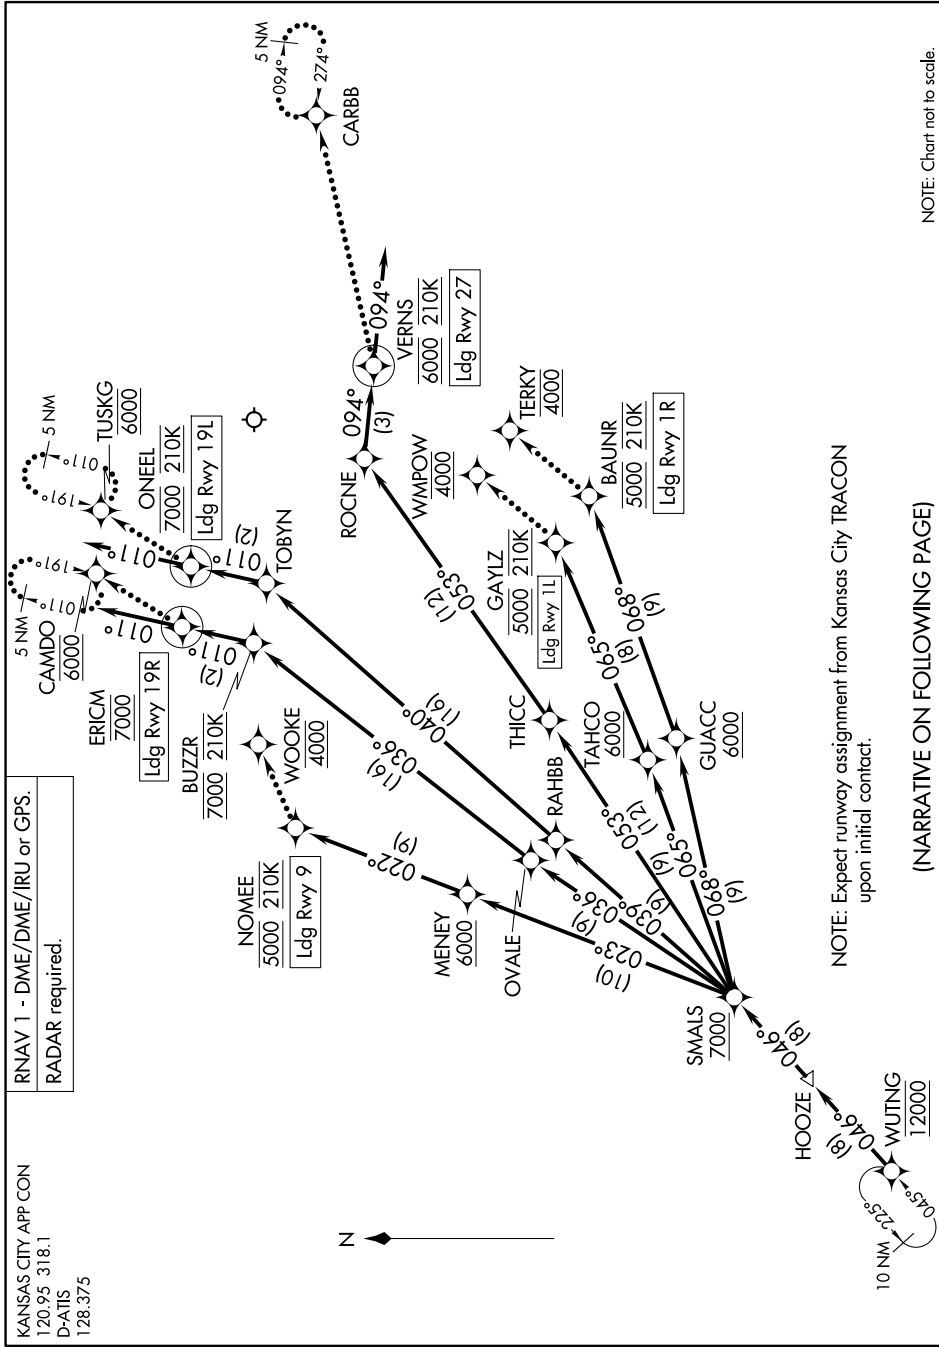 KANSAS CITY APP CON
120.95 318.1
D-ATIS
128.375
RNAV 1 - DME/DME/IRU or GPS.
RADAR required.
N
5 NM
011°
191°
CAMDO
6000
5 NM
011°
191°
TUSKG
6000
ERICM
7000
Ldg Rwy 19R
011°
ONEEL
7000 210K
Ldg Rwy 19L
011°
BUZZR
7000 210K
011°
(2)
TOBYN
011°
(2)
WOOKE
4000
NOMEE
5000 210K
Ldg Rwy 9
022°
(9)
MENEY
6000
023°
(10)
OVALE
036°
(16)
036°
(9)
RAHBB
040°
(16)
039°
(9)
THICC
053°
(12)
053°
(9)
ROCNE
094°
(3)
VERNS
6000 210K
Ldg Rwy 27
094°
CARBB
5 NM
094°
274°
WMPOW
4000
GAYLZ
5000 210K
Ldg Rwy 1L
065°
(8)
TAHCO
6000
065°
(12)
TERKY
4000
BAUNR
5000 210K
Ldg Rwy 1R
068°
(9)
GUACC
6000
068°
(9)
SMALS
7000
046°
(8)
HOOZE
046°
(8)
WUTNG
12000
10 NM
225°
045°
NOTE: Expect runway assignment from Kansas City TRACON
upon initial contact.
(NARRATIVE ON FOLLOWING PAGE)
NOTE: Chart not to scale.